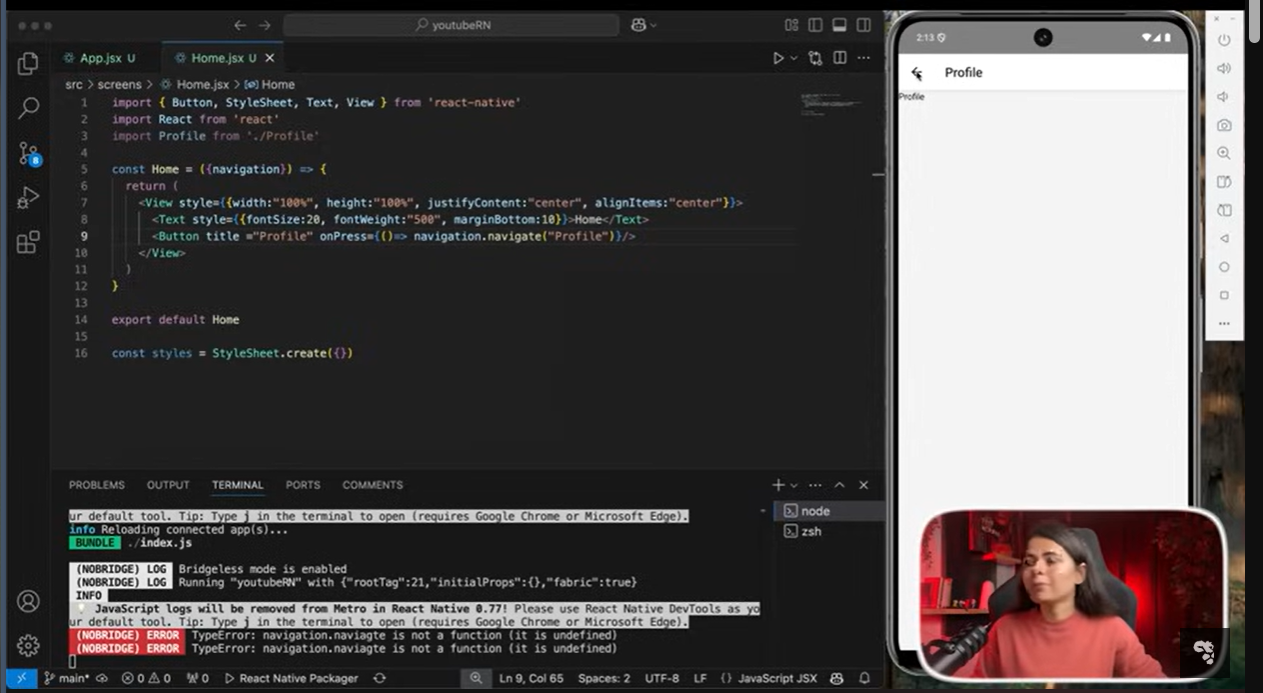 youtubeRN
App.jsx U
Home.jsx U
src > screens > Home.jsx > Home
1 import { Button, StyleSheet, Text, View } from 'react-native'
2 import React from 'react'
3 import Profile from './Profile'
4
5 const Home = ({navigation}) => {
6 return (
7 <View style={{width:"100%", height:"100%", justifyContent:"center", alignItems:"center"}}>
8 <Text style={{fontSize:20, fontWeight:"500", marginBottom:10}}>Home</Text>
9 <Button title ="Profile" onPress={()=> navigation.navigate("Profile")}/>
10 </View>
11 )
12 }
13
14 export default Home
15
16 const styles = StyleSheet.create({})
PROBLEMS OUTPUT TERMINAL PORTS COMMENTS
ur default tool. Tip: Type j in the terminal to open (requires Google Chrome or Microsoft Edge).
info Reloading connected app(s)...
BUNDLE ./index.js
(NOBRIDGE) LOG Bridgeless mode is enabled
(NOBRIDGE) LOG Running "youtubeRN" with {"rootTag":21,"initialProps":{},"fabric":true}
INFO
JavaScript logs will be removed from Metro in React Native 0.77! Please use React Native DevTools as yo
ur default tool. Tip: Type j in the terminal to open (requires Google Chrome or Microsoft Edge).
(NOBRIDGE) ERROR TypeError: navigation.naviagte is not a function (it is undefined)
(NOBRIDGE) ERROR TypeError: navigation.naviagte is not a function (it is undefined)
node
zsh
8
main* 0 0 0 React Native Packager Ln 9, Col 65 Spaces: 2 UTF-8 LF {} JavaScript JSX
2:13
Profile
Profile